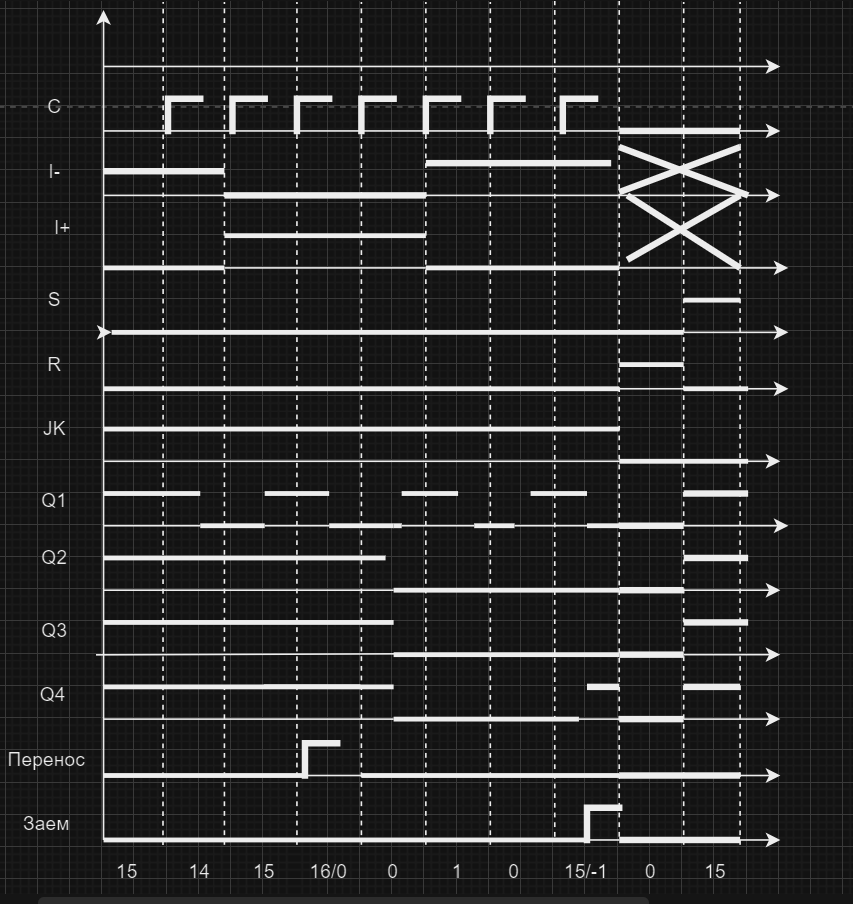 C
I-
I+
S
R
JK
Q1
Q2
Q3
Q4
Перенос
Заем
15 14 15 16/0 0 1 0 15/-1 0 15